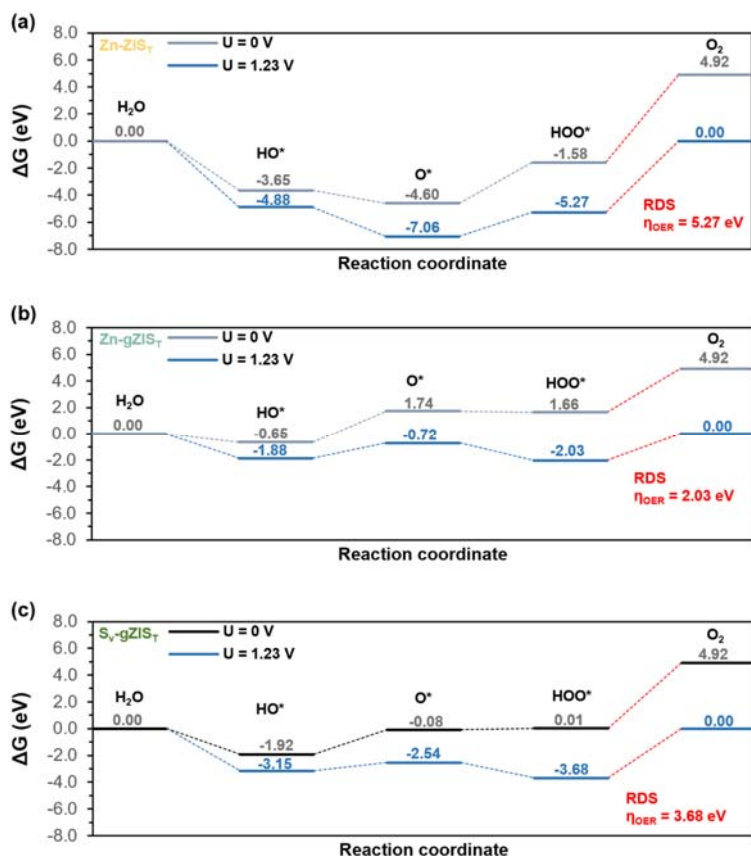 (a)
8.0
6.0
4.0
2.0
0.0
-2.0
-4.0
-6.0
-8.0
ΔG (eV)
Zn-ZIS_T
U = 0 V
U = 1.23 V
H₂O
0.00
HO*
-3.65
-4.88
O*
-4.60
-7.06
HOO*
-1.58
-5.27
O₂
4.92
0.00
RDS
η_OER = 5.27 eV
Reaction coordinate
(b)
8.0
6.0
4.0
2.0
0.0
-2.0
-4.0
-6.0
-8.0
ΔG (eV)
Zn-gZIS_T
U = 0 V
U = 1.23 V
H₂O
0.00
HO*
-0.65
-1.88
O*
1.74
-0.72
HOO*
1.66
-2.03
O₂
4.92
0.00
RDS
η_OER = 2.03 eV
Reaction coordinate
(c)
8.0
6.0
4.0
2.0
0.0
-2.0
-4.0
-6.0
-8.0
ΔG (eV)
S_v-gZIS_T
U = 0 V
U = 1.23 V
H₂O
0.00
HO*
-1.92
-3.15
O*
-0.08
-2.54
HOO*
0.01
-3.68
O₂
4.92
0.00
RDS
η_OER = 3.68 eV
Reaction coordinate